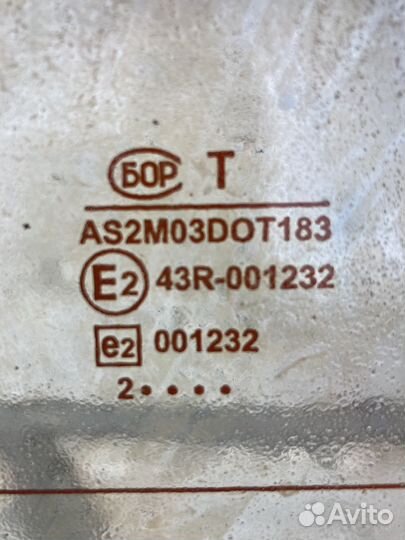 БОР T
AS2M03DOT183
E2 43R-001232
e2 001232
2••••
Avito